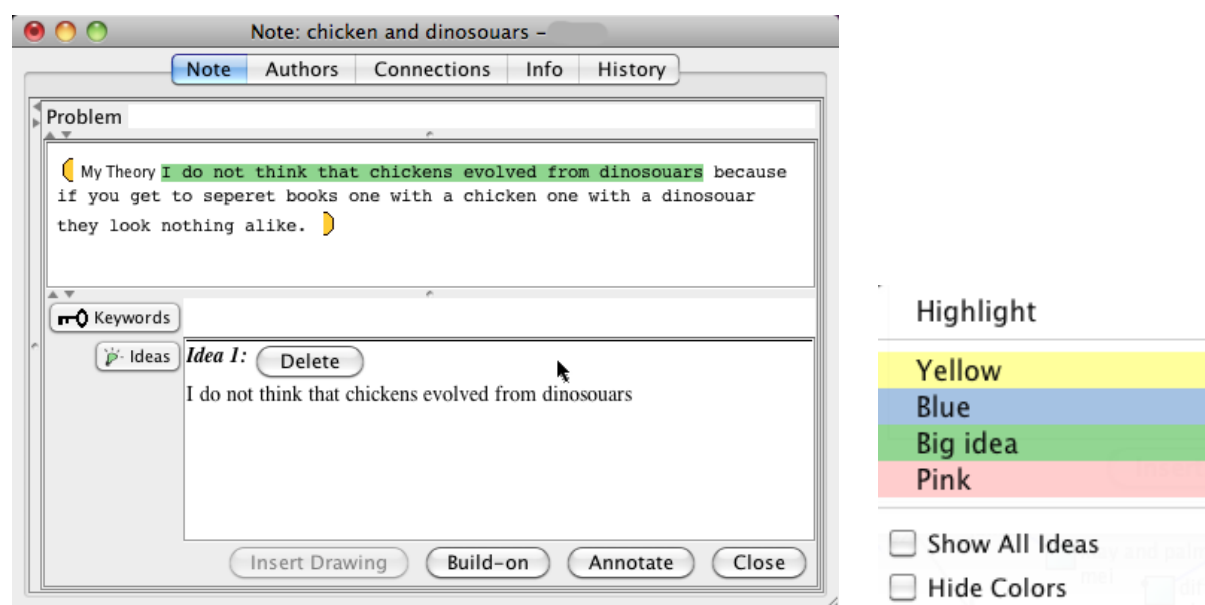 Note: chicken and dinosouars –
Note Authors Connections Info History
Problem
My Theory I do not think that chickens evolved from dinosouars because
if you get to seperet books one with a chicken one with a dinosouar
they look nothing alike.
Keywords
Ideas Idea 1: Delete
I do not think that chickens evolved from dinosouars
Insert Drawing Build-on Annotate Close
Highlight
Yellow
Blue
Big idea
Pink
Show All Ideas
Hide Colors